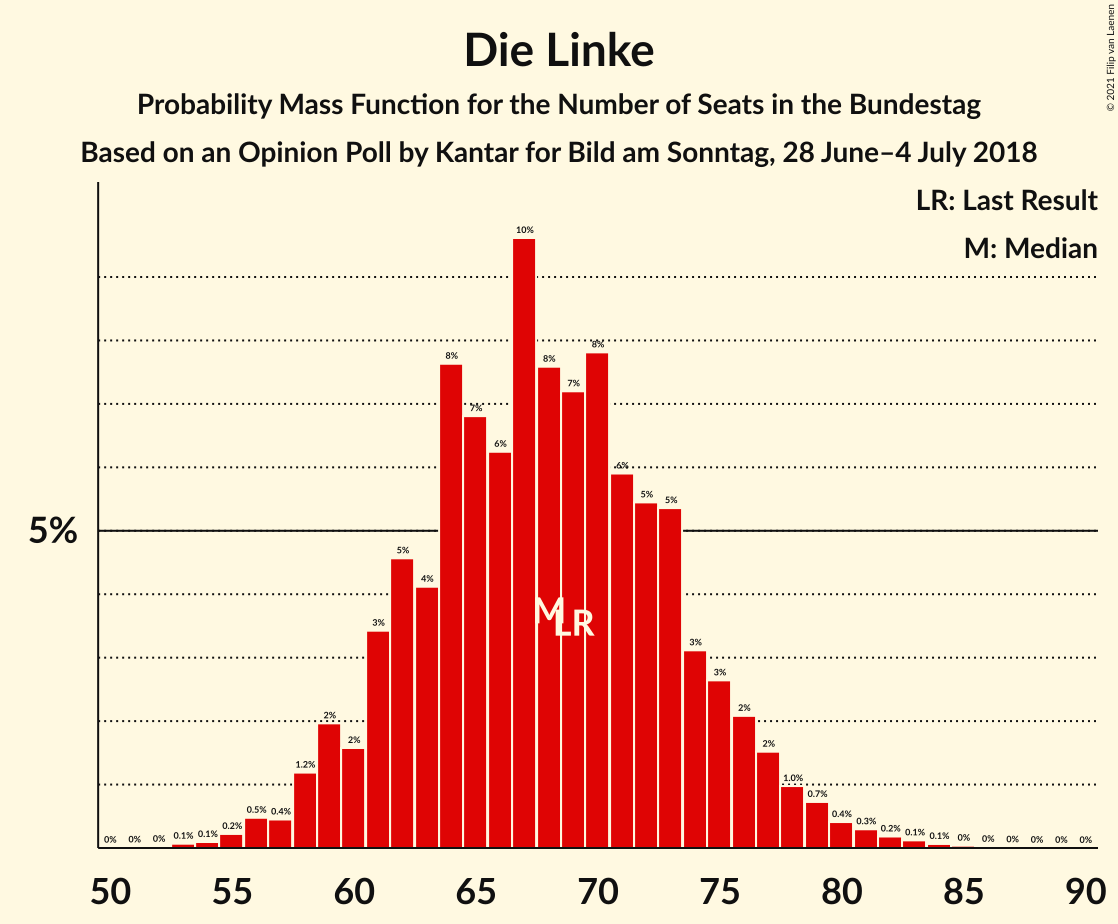 Die Linke
Probability Mass Function for the Number of Seats in the Bundestag
Based on an Opinion Poll by Kantar for Bild am Sonntag, 28 June–4 July 2018
© 2021 Filip van Laenen
LR: Last Result
M: Median
5%
0% 0% 0% 0.1% 0.1% 0.2% 0.5% 0.4% 1.2% 2% 2% 3% 5% 4% 8% 7% 6% 10% 8% 7% 8% 6% 5% 5% 3% 3% 2% 2% 1.0% 0.7% 0.4% 0.3% 0.2% 0.1% 0.1% 0% 0% 0% 0% 0% 0%
M LR
50 55 60 65 70 75 80 85 90